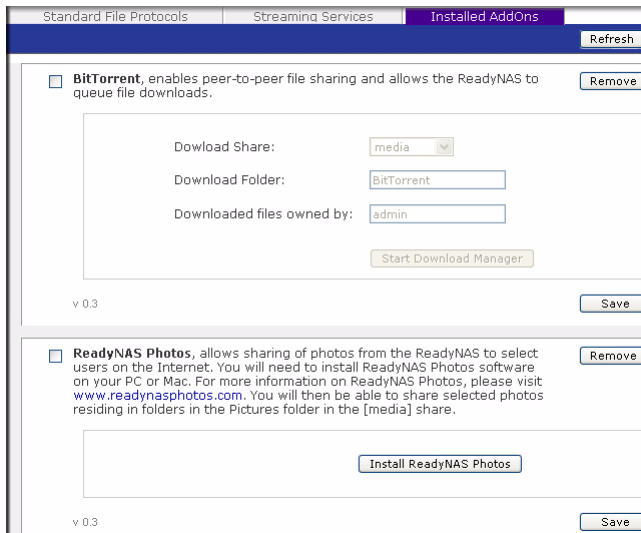 Standard File Protocols
Streaming Services
Installed AddOns
Refresh
BitTorrent, enables peer-to-peer file sharing and allows the ReadyNAS to
queue file downloads.
Remove
Dowload Share:
media
Download Folder:
BitTorrent
Downloaded files owned by:
admin
Start Download Manager
v 0.3
Save
ReadyNAS Photos, allows sharing of photos from the ReadyNAS to select
users on the Internet. You will need to install ReadyNAS Photos software
on your PC or Mac. For more information on ReadyNAS Photos, please visit
www.readynasphotos.com. You will then be able to share selected photos
residing in folders in the Pictures folder in the [media] share.
Remove
Install ReadyNAS Photos
v 0.3
Save